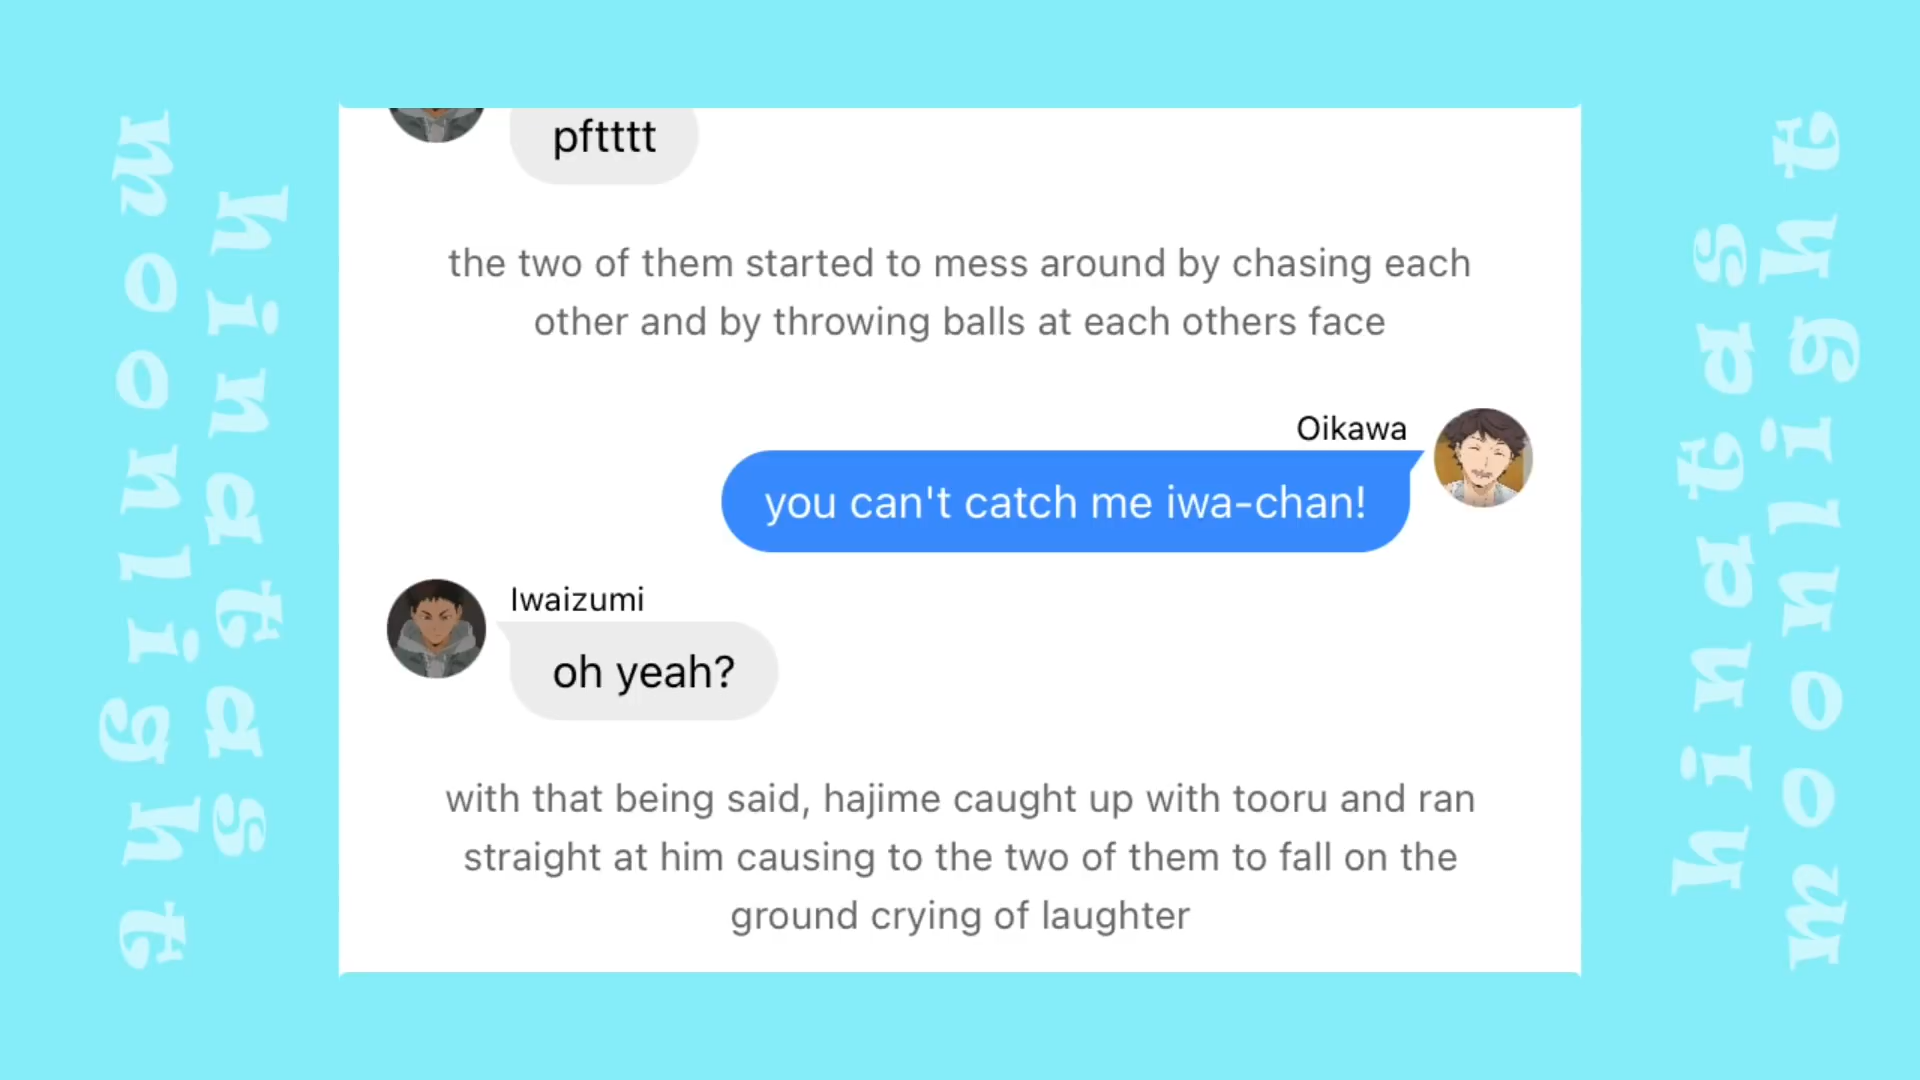 pftttt
the two of them started to mess around by chasing each
other and by throwing balls at each others face
Oikawa
you can't catch me iwa-chan!
Iwaizumi
oh yeah?
with that being said, hajime caught up with tooru and ran
straight at him causing to the two of them to fall on the
ground crying of laughter
hinatas
moonlight
hinatas
moonlight